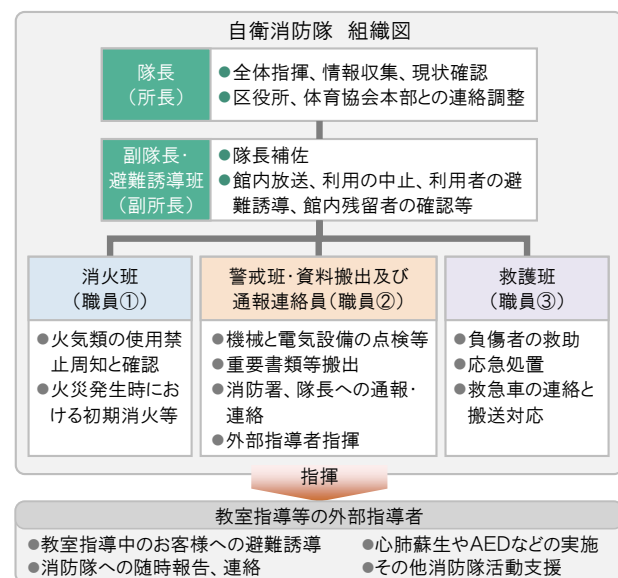 自衛消防隊 組織図
隊長
(所長)
●全体指揮、情報収集、現状確認
●区役所、体育協会本部との連絡調整
副隊長・
避難誘導班
(副所長)
●隊長補佐
●館内放送、利用の中止、利用者の避
難誘導、館内残留者の確認等
消火班
(職員①)
●火気類の使用禁
止周知と確認
●火災発生時にお
ける初期消火等
警戒班・資料搬出及び
通報連絡員(職員②)
●機械と電気設備の点検等
●重要書類等搬出
●消防署、隊長への通報・
連絡
●外部指導者指揮
救護班
(職員③)
●負傷者の救助
●応急処置
●救急車の連絡と
搬送対応
指揮
教室指導等の外部指導者
●教室指導中のお客様への避難誘導
●消防隊への随時報告、連絡
●心肺蘇生やAEDなどの実施
●その他消防隊活動支援